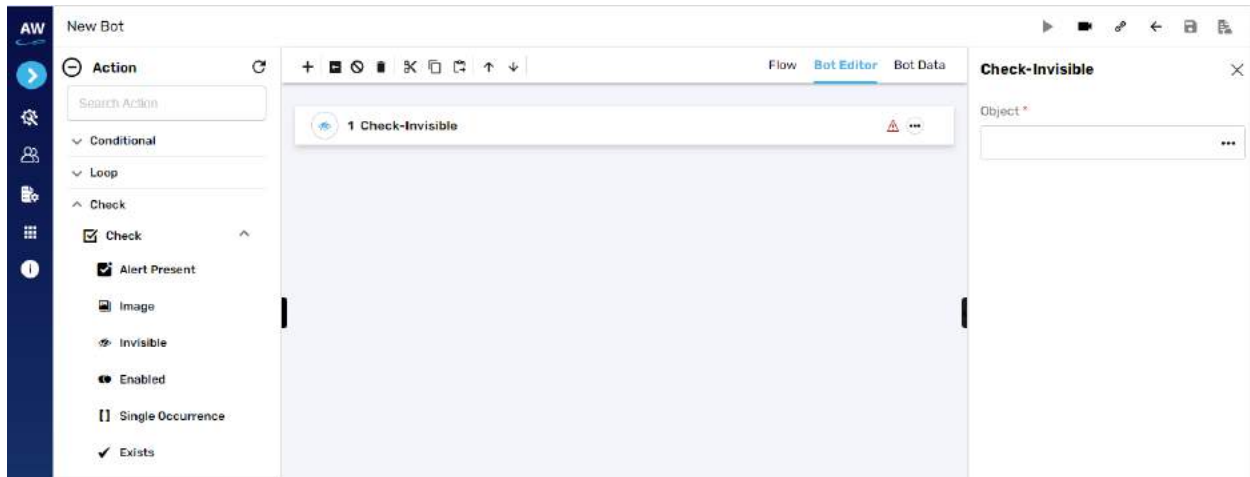 AW
New Bot
Action
Search Action
Conditional
Loop
Check
Check
Alert Present
Image
Invisible
Enabled
Single Occurrence
Exists
Flow Bot Editor Bot Data
1 Check-Invisible
Check-Invisible
Object *